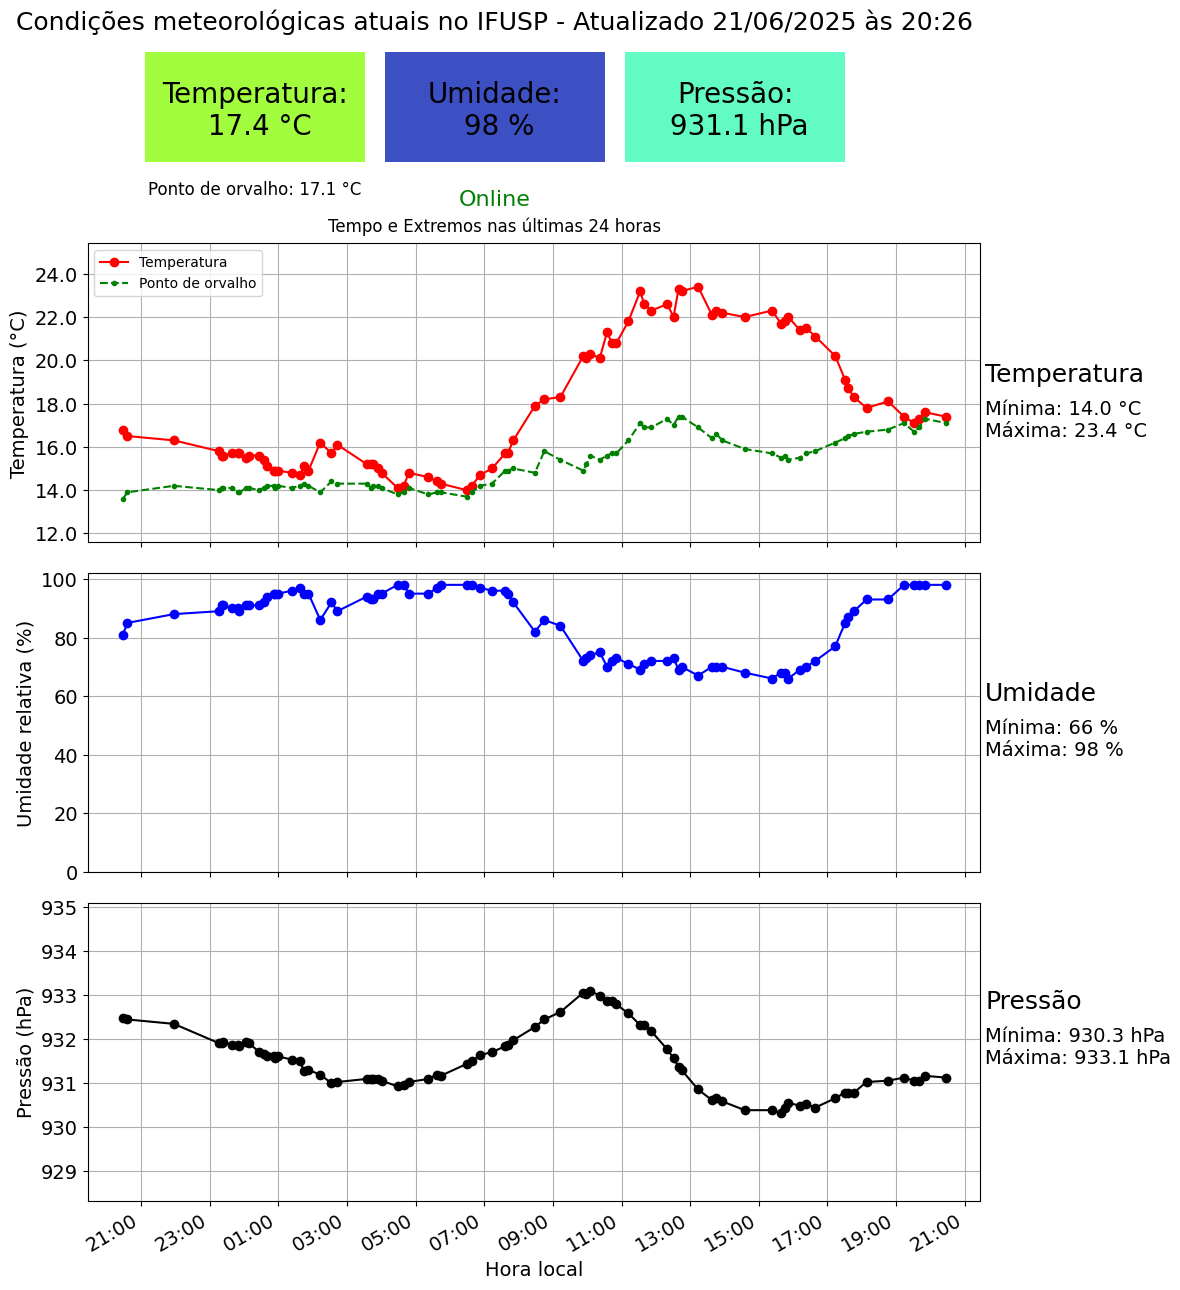 Condições meteorológicas atuais no IFUSP - Atualizado 21/06/2025 às 20:26
Temperatura:
17.4 °C
Umidade:
98 %
Pressão:
931.1 hPa
Ponto de orvalho: 17.1 °C
Online
Tempo e Extremos nas últimas 24 horas
Temperatura
Ponto de orvalho
Temperatura (°C)
24.0
22.0
20.0
18.0
16.0
14.0
12.0
Temperatura
Mínima: 14.0 °C
Máxima: 23.4 °C
Umidade relativa (%)
100
80
60
40
20
0
Umidade
Mínima: 66 %
Máxima: 98 %
Pressão (hPa)
935
934
933
932
931
930
929
Pressão
Mínima: 930.3 hPa
Máxima: 933.1 hPa
21:00 23:00 01:00 03:00 05:00 07:00 09:00 11:00 13:00 15:00 17:00 19:00 21:00
Hora local